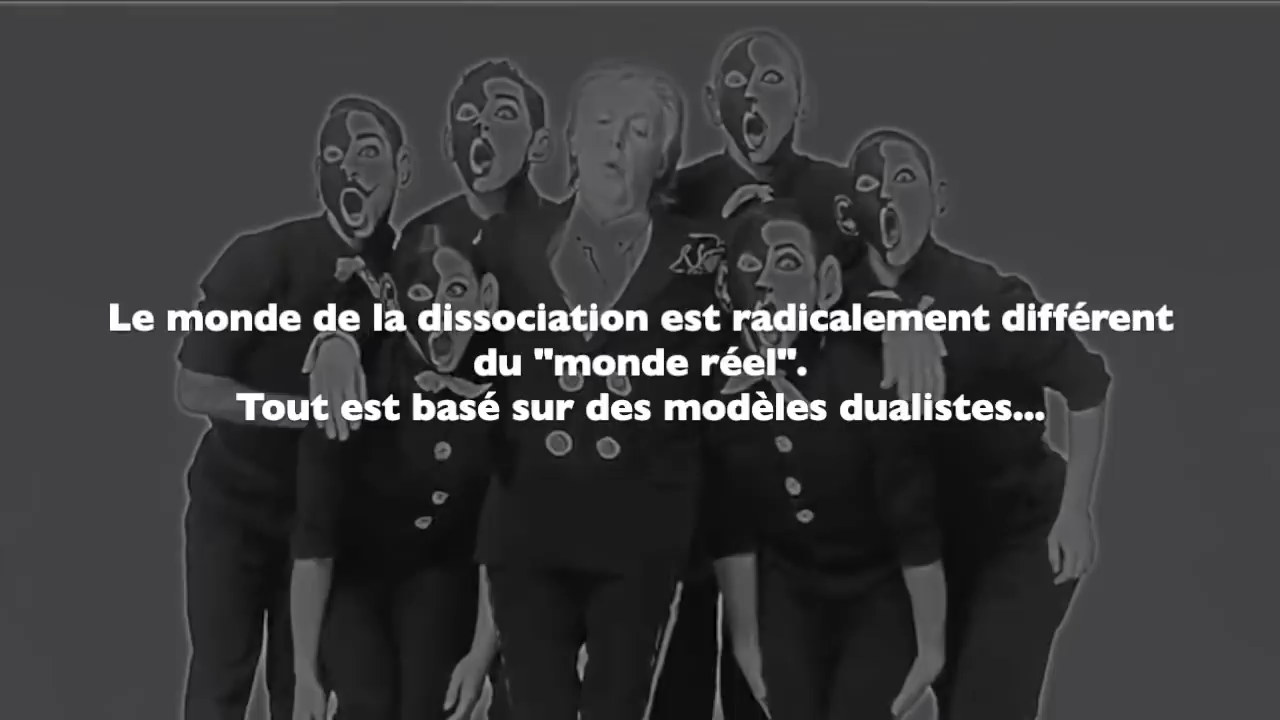 Le monde de la dissociation est radicalement différent
du "monde réel".
Tout est basé sur des modèles dualistes...